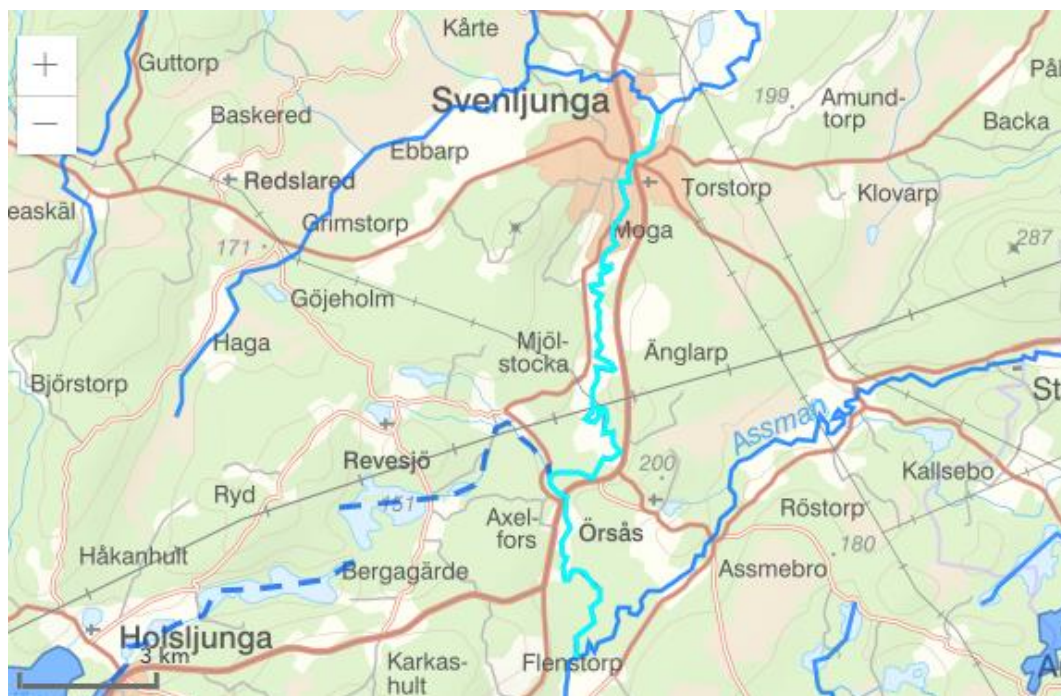 +
−
Kårte
Guttorp
Svenljunga
199
Amund-
torp
Backa
Baskered
Ebbarp
Redslared
Torstorp
Klovarp
Grimstorp
Moga
171
287
Göjeholm
Haga
Mjöl-
stocka
Änglarp
Björstorp
Assman
St
Revesjö
Ryd
151
200
Kallsebo
Axel-
fors
Örsås
Röstorp
Håkanhult
Bergagärde
Assmebro
180
Holsljunga
3 km
Karkas-
hult
Flenstorp